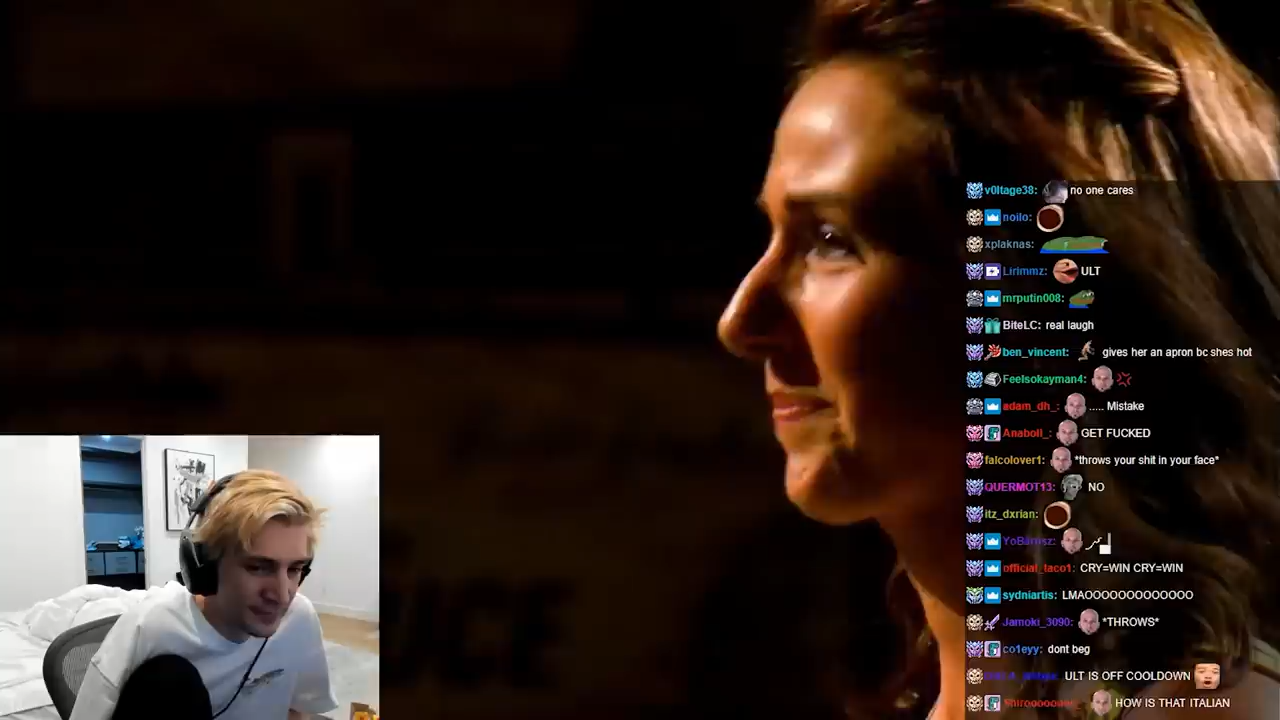 v0ltage38: no one cares
noilo:
xplaknas:
Lirimmz: ULT
mrputin008:
BiteLC: real laugh
ben_vincent: gives her an apron bc shes hot
Feelsokayman4:
adam_dh_: ..... Mistake
Anaboll_: GET FUCKED
falcolover1: *throws your shit in your face*
QUERMOT13: NO
itz_dxrian:
YoBarusz:
official_taco1: CRY=WIN CRY=WIN
sydniartis: LMAOOOOOOOOOOOOO
Jamoki_3090: *THROWS*
co1eyy: dont beg
ULT IS OFF COOLDOWN
HOW IS THAT ITALIAN